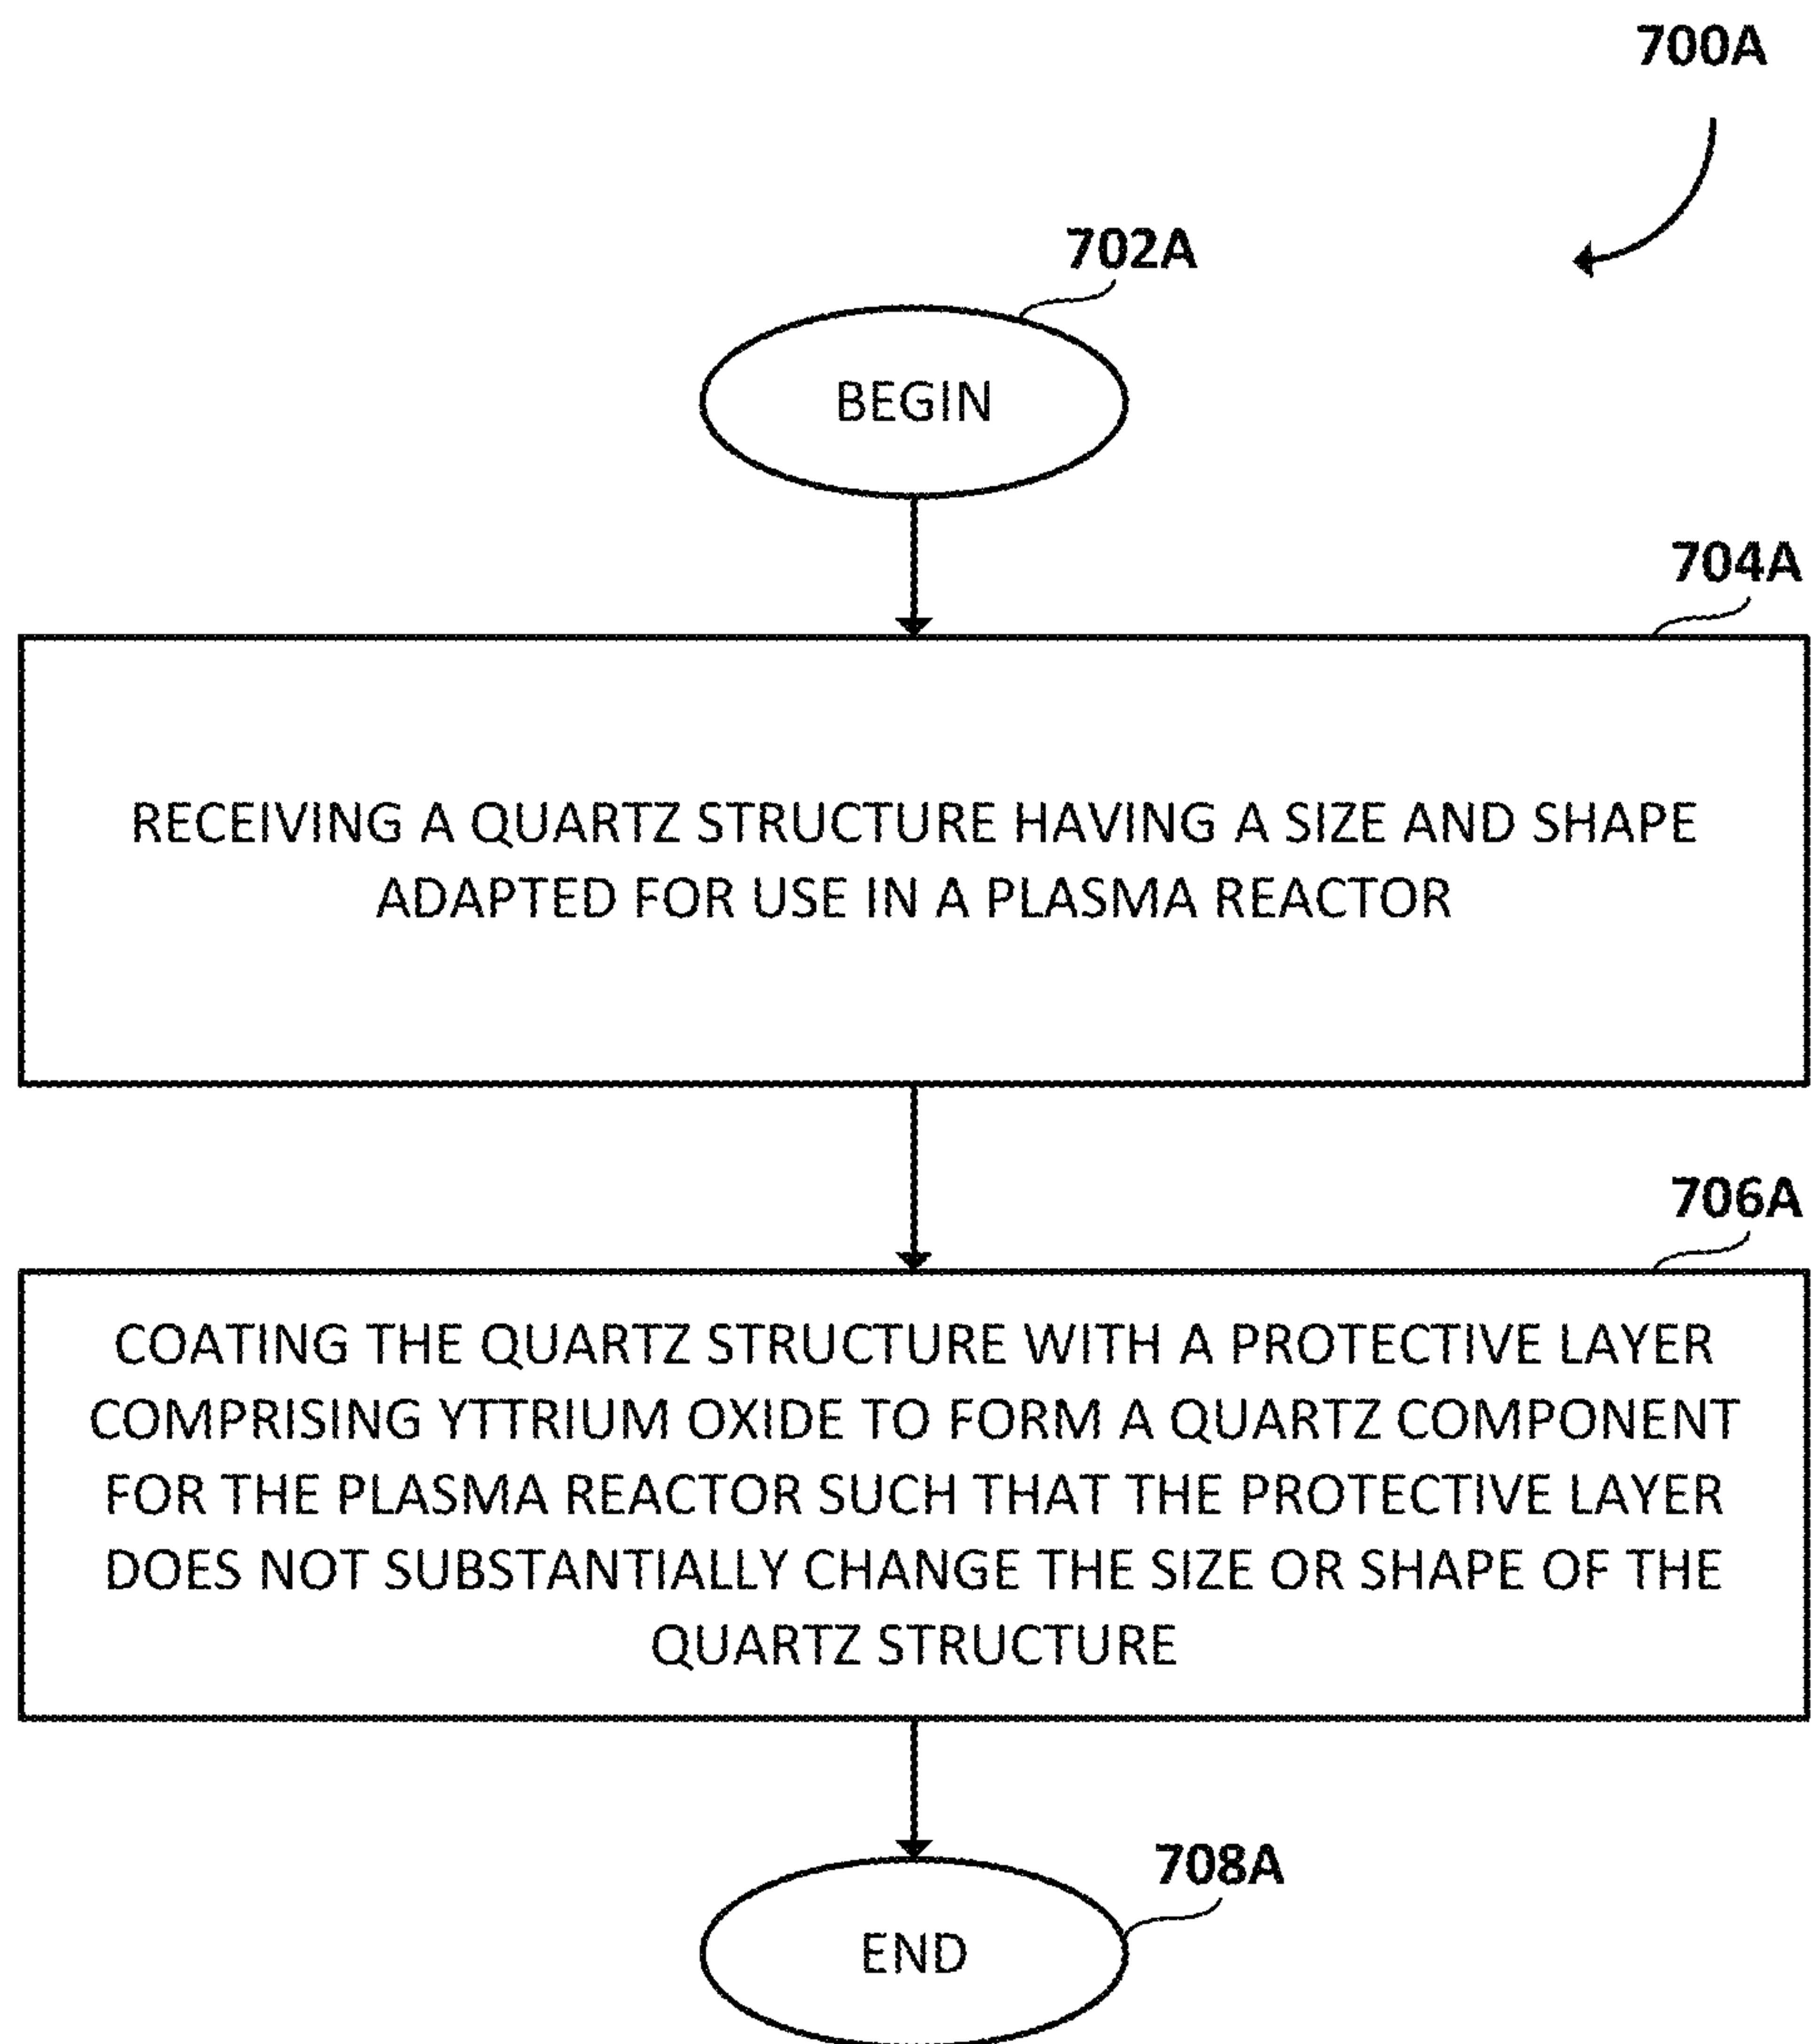 700A
702A
BEGIN
704A
RECEIVING A QUARTZ STRUCTURE HAVING A SIZE AND SHAPE
ADAPTED FOR USE IN A PLASMA REACTOR
706A
COATING THE QUARTZ STRUCTURE WITH A PROTECTIVE LAYER
COMPRISING YTTRIUM OXIDE TO FORM A QUARTZ COMPONENT
FOR THE PLASMA REACTOR SUCH THAT THE PROTECTIVE LAYER
DOES NOT SUBSTANTIALLY CHANGE THE SIZE OR SHAPE OF THE
QUARTZ STRUCTURE
708A
END